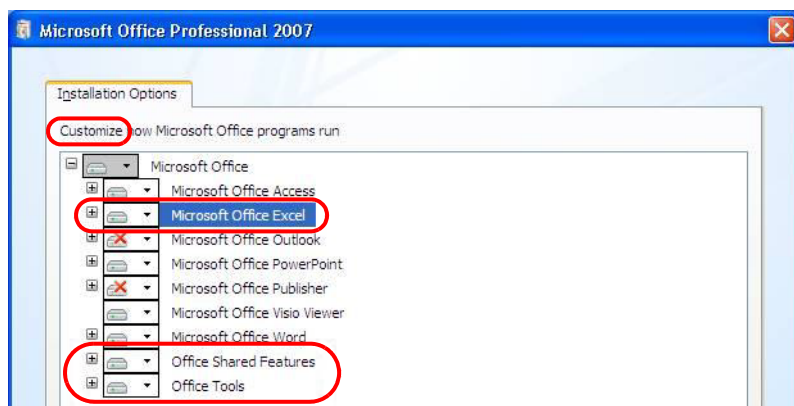 Microsoft Office Professional 2007
Installation Options
Customize how Microsoft Office programs run
Microsoft Office
Microsoft Office Access
Microsoft Office Excel
Microsoft Office Outlook
Microsoft Office PowerPoint
Microsoft Office Publisher
Microsoft Office Visio Viewer
Microsoft Office Word
Office Shared Features
Office Tools